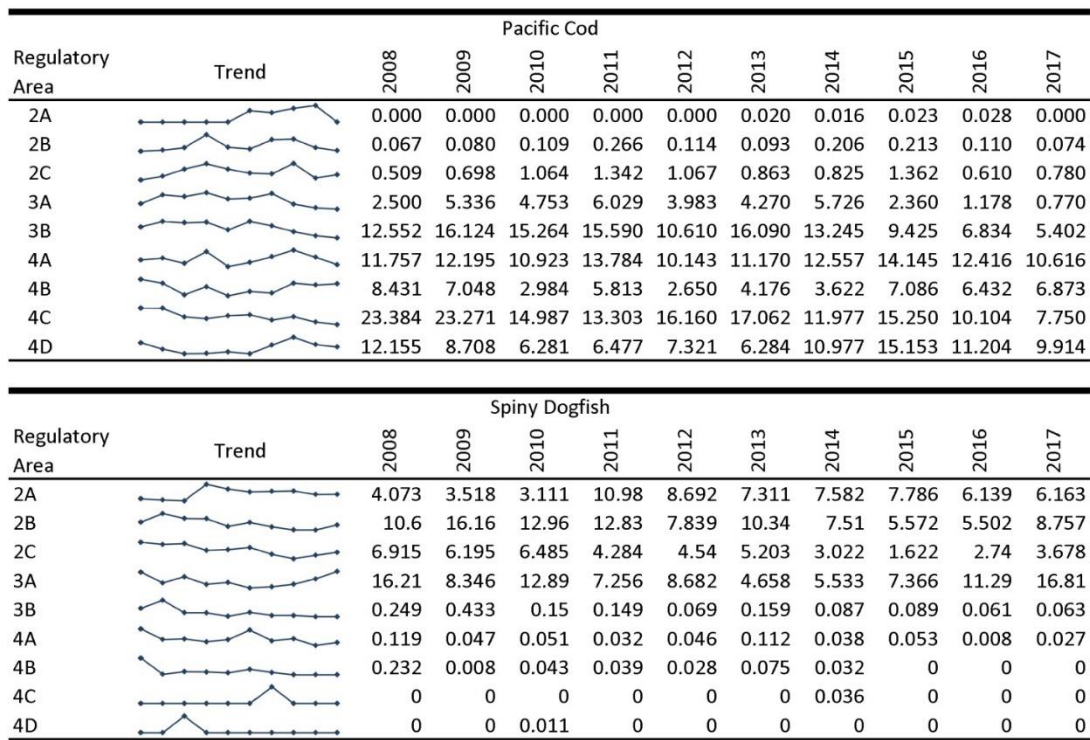 Pacific Cod
Regulatory Area Trend 2008 2009 2010 2011 2012 2013 2014 2015 2016 2017
2A 0.000 0.000 0.000 0.000 0.000 0.020 0.016 0.023 0.028 0.000
2B 0.067 0.080 0.109 0.266 0.114 0.093 0.206 0.213 0.110 0.074
2C 0.509 0.698 1.064 1.342 1.067 0.863 0.825 1.362 0.610 0.780
3A 2.500 5.336 4.753 6.029 3.983 4.270 5.726 2.360 1.178 0.770
3B 12.552 16.124 15.264 15.590 10.610 16.090 13.245 9.425 6.834 5.402
4A 11.757 12.195 10.923 13.784 10.143 11.170 12.557 14.145 12.416 10.616
4B 8.431 7.048 2.984 5.813 2.650 4.176 3.622 7.086 6.432 6.873
4C 23.384 23.271 14.987 13.303 16.160 17.062 11.977 15.250 10.104 7.750
4D 12.155 8.708 6.281 6.477 7.321 6.284 10.977 15.153 11.204 9.914
Spiny Dogfish
Regulatory Area Trend 2008 2009 2010 2011 2012 2013 2014 2015 2016 2017
2A 4.073 3.518 3.111 10.98 8.692 7.311 7.582 7.786 6.139 6.163
2B 10.6 16.16 12.96 12.83 7.839 10.34 7.51 5.572 5.502 8.757
2C 6.915 6.195 6.485 4.284 4.54 5.203 3.022 1.622 2.74 3.678
3A 16.21 8.346 12.89 7.256 8.682 4.658 5.533 7.366 11.29 16.81
3B 0.249 0.433 0.15 0.149 0.069 0.159 0.087 0.089 0.061 0.063
4A 0.119 0.047 0.051 0.032 0.046 0.112 0.038 0.053 0.008 0.027
4B 0.232 0.008 0.043 0.039 0.028 0.075 0.032 0 0 0
4C 0 0 0 0 0 0 0.036 0 0 0
4D 0 0 0.011 0 0 0 0 0 0 0